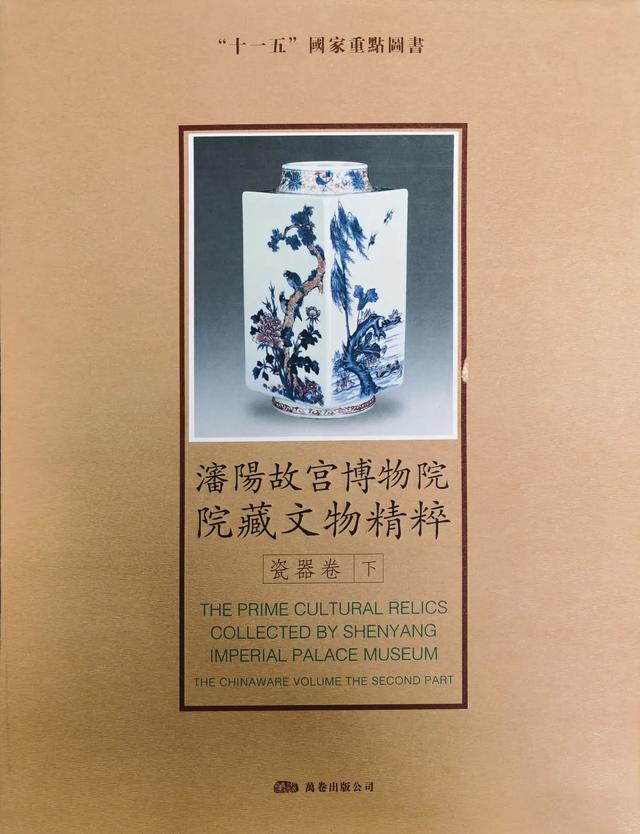 “十一五”國家重點圖書
瀋陽故宮博物院
院藏文物精粹
瓷器卷 下
THE PRIME CULTURAL RELICS
COLLECTED BY SHENYANG
IMPERIAL PALACE MUSEUM
THE CHINAWARE VOLUME THE SECOND PART
萬卷出版公司